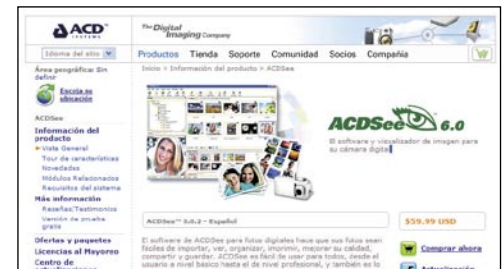 ACD
SYSTEMS
The Digital
Imaging Company
Idioma del sitio
Productos Tienda Soporte Comunidad Socios Compañía
Área geográfica: Sin
definir
Escoja su
ubicación
ACDSee
Información del
producto
Vista General
Tour de características
Novedades
Módulos Relacionados
Requisitos del sistema
Más información
Reseñas/Testimonios
Versión de prueba
gratis
Ofertas y paquetes
Licencias al Mayoreo
Centro de
Inicio > Información del producto > ACDSee
ACDSee 6.0
El software y visualizador de imagen para
su cámara digital
ACDSee™ 5.0.2 - Español
$59.99 USD
El software de ACDSee para fotos digitales hace que sus fotos sean
fáciles de importar, ver, organizar, imprimir, mejorar su calidad,
compartir y guardar. ACDSee es fácil de usar para todos, desde el
usuario a nivel básico hasta el de nivel profesional, y también es lo
Comprar ahora
Actualización